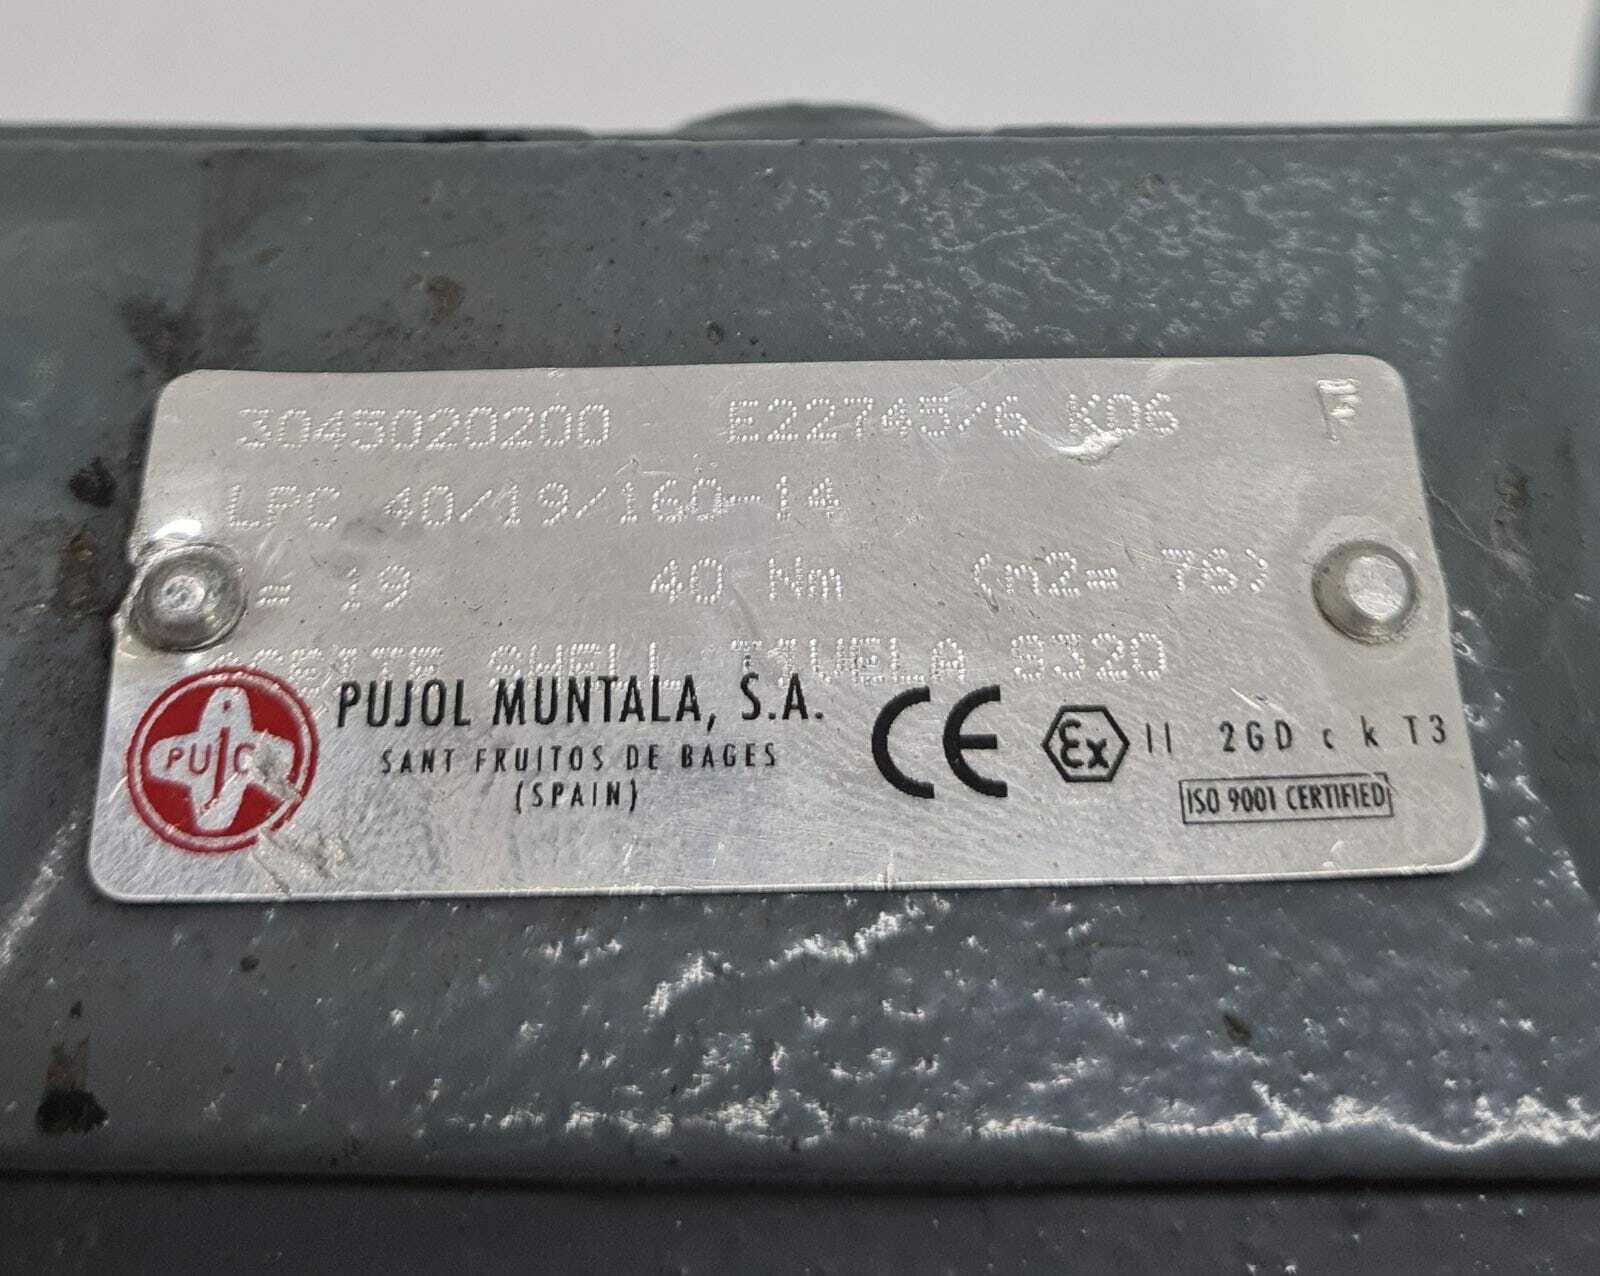 3045020200 E22745/6 K06 F
LPC 40/19/160-14
= 19 40 Nm (n2= 76)
ACEITE SHELL TIVELA S320
PUJOL MUNTALA, S.A.
SANT FRUITOS DE BAGES
(SPAIN)
CE Ex II 2GD c k T3
ISO 9001 CERTIFIED